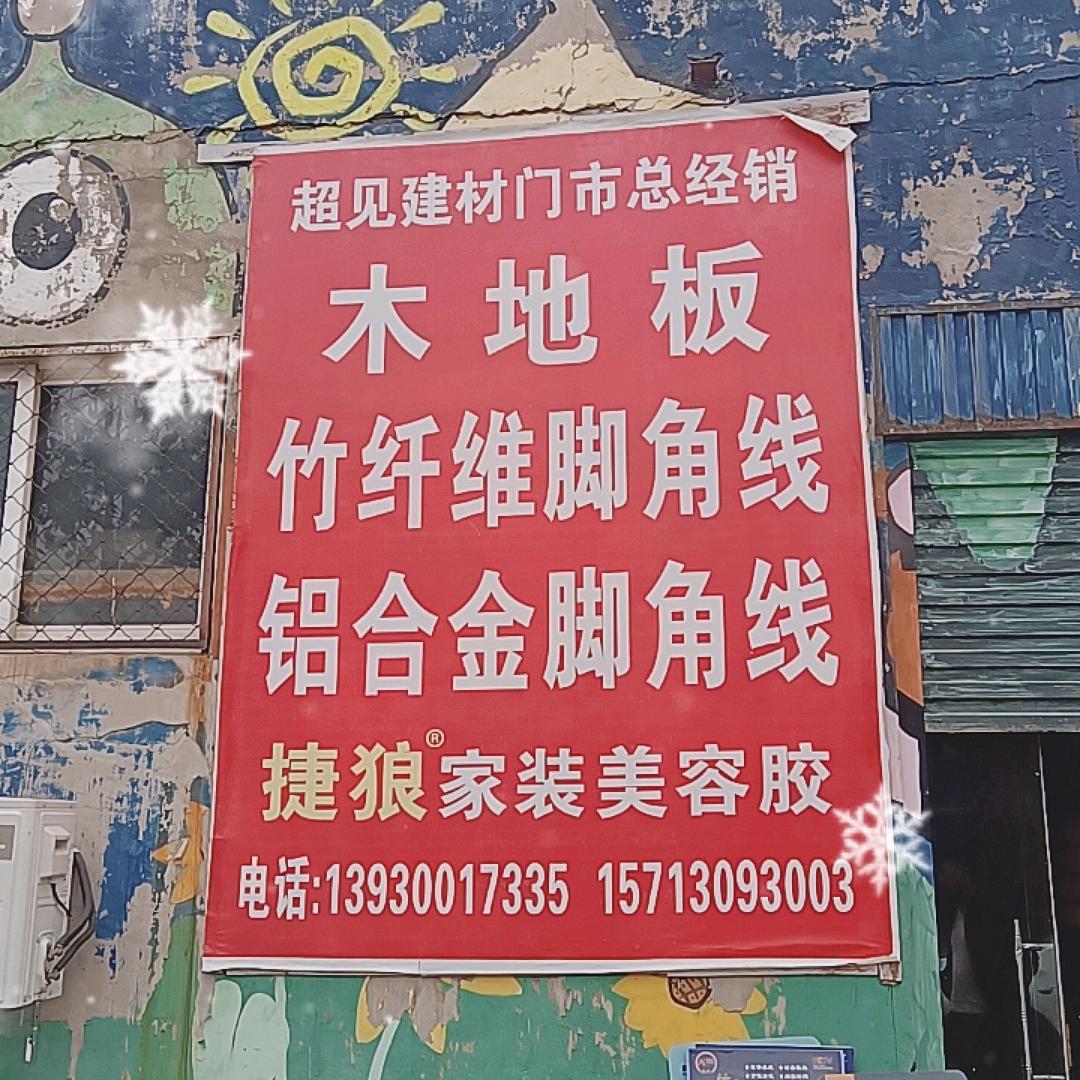 超见建材门市总经销
木地板
竹纤维脚角线
铝合金脚角线
捷狼®家装美容胶
电话:13930017335 15713093003